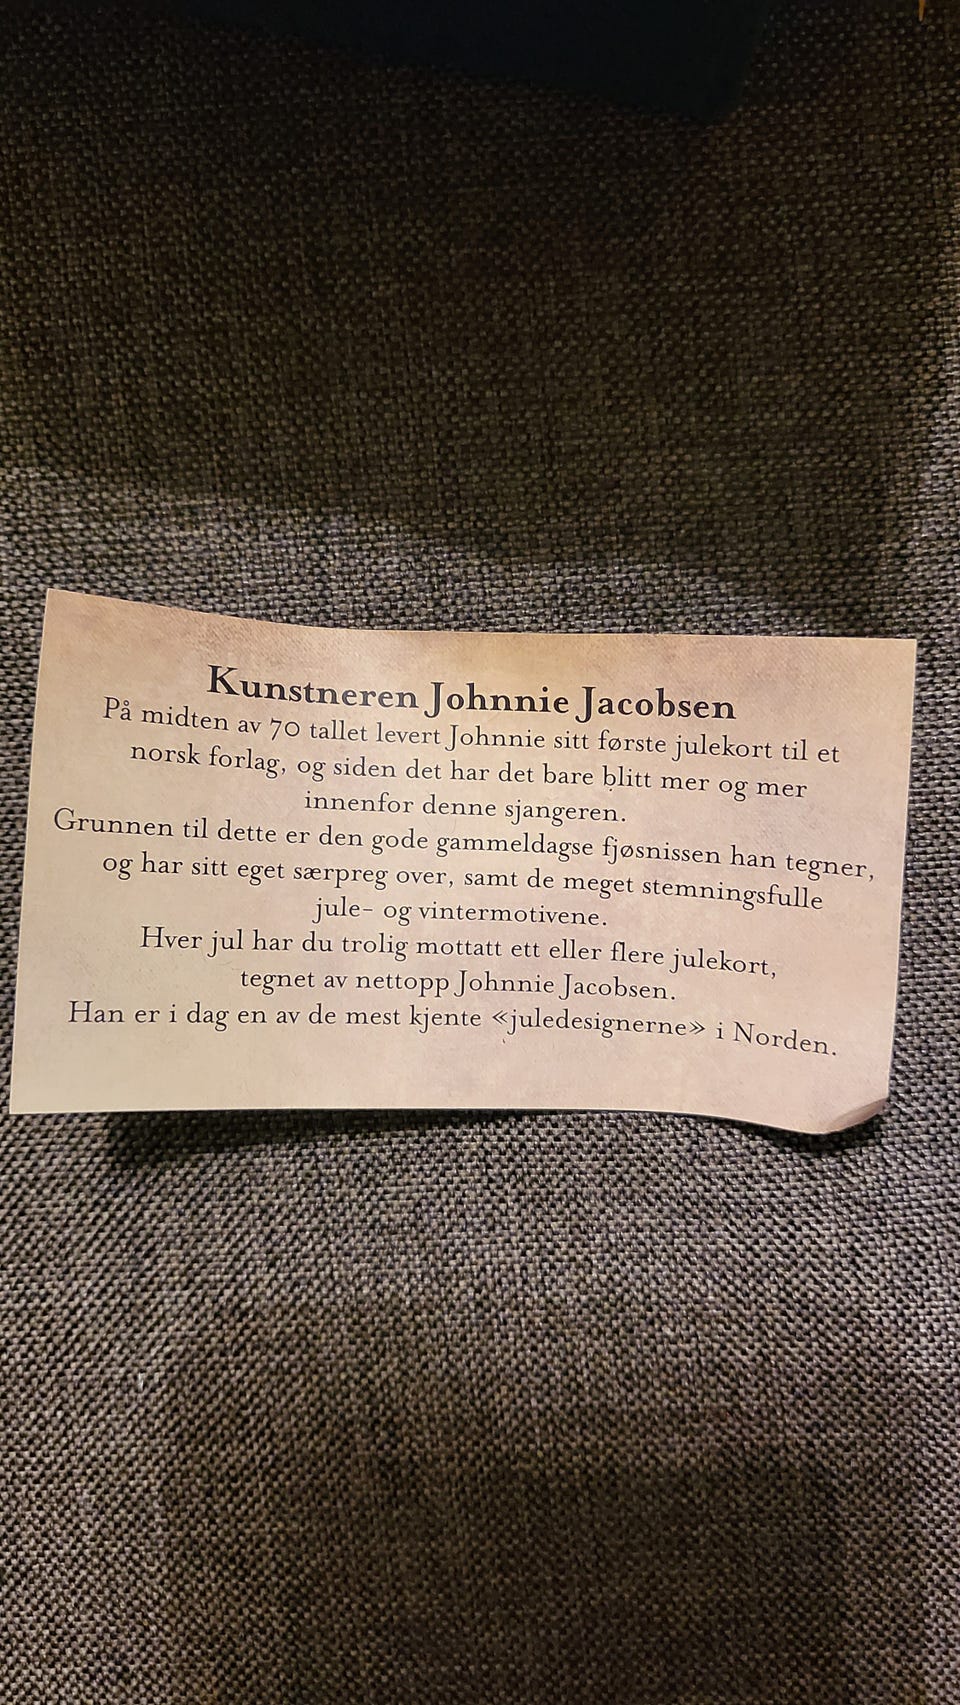 Kunstneren Johnnie Jacobsen
På midten av 70 tallet levert Johnnie sitt første julekort til et
norsk forlag, og siden det har det bare blitt mer og mer
innenfor denne sjangeren.
Grunnen til dette er den gode gammeldagse fjøsnissen han tegner,
og har sitt eget særpreg over, samt de meget stemningsfulle
jule- og vintermotivene.
Hver jul har du trolig mottatt ett eller flere julekort,
tegnet av nettopp Johnnie Jacobsen.
Han er i dag en av de mest kjente «juledesignerne» i Norden.